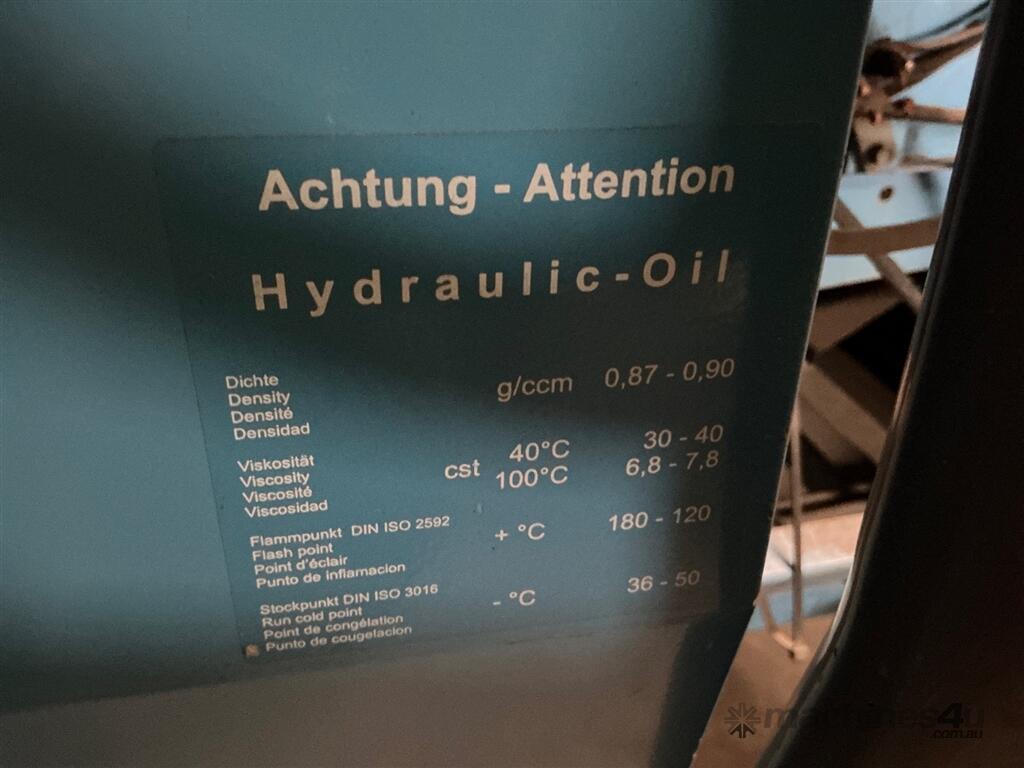 Achtung - Attention
Hydraulic-Oil
Dichte
Density
Densité
Densidad
g/ccm 0,87 - 0,90
Viskosität
Viscosity
Viscosité
Viscosidad
cst
40°C 30 - 40
100°C 6,8 - 7,8
Flammpunkt DIN ISO 2592
Flash point
Point d'éclair
Punto de inflamacion
+ °C 180 - 120
Stockpunkt DIN ISO 3016
Run cold point
Point de congélation
Punto de cougelacion
- °C 36 - 50
machines4u
.com.au